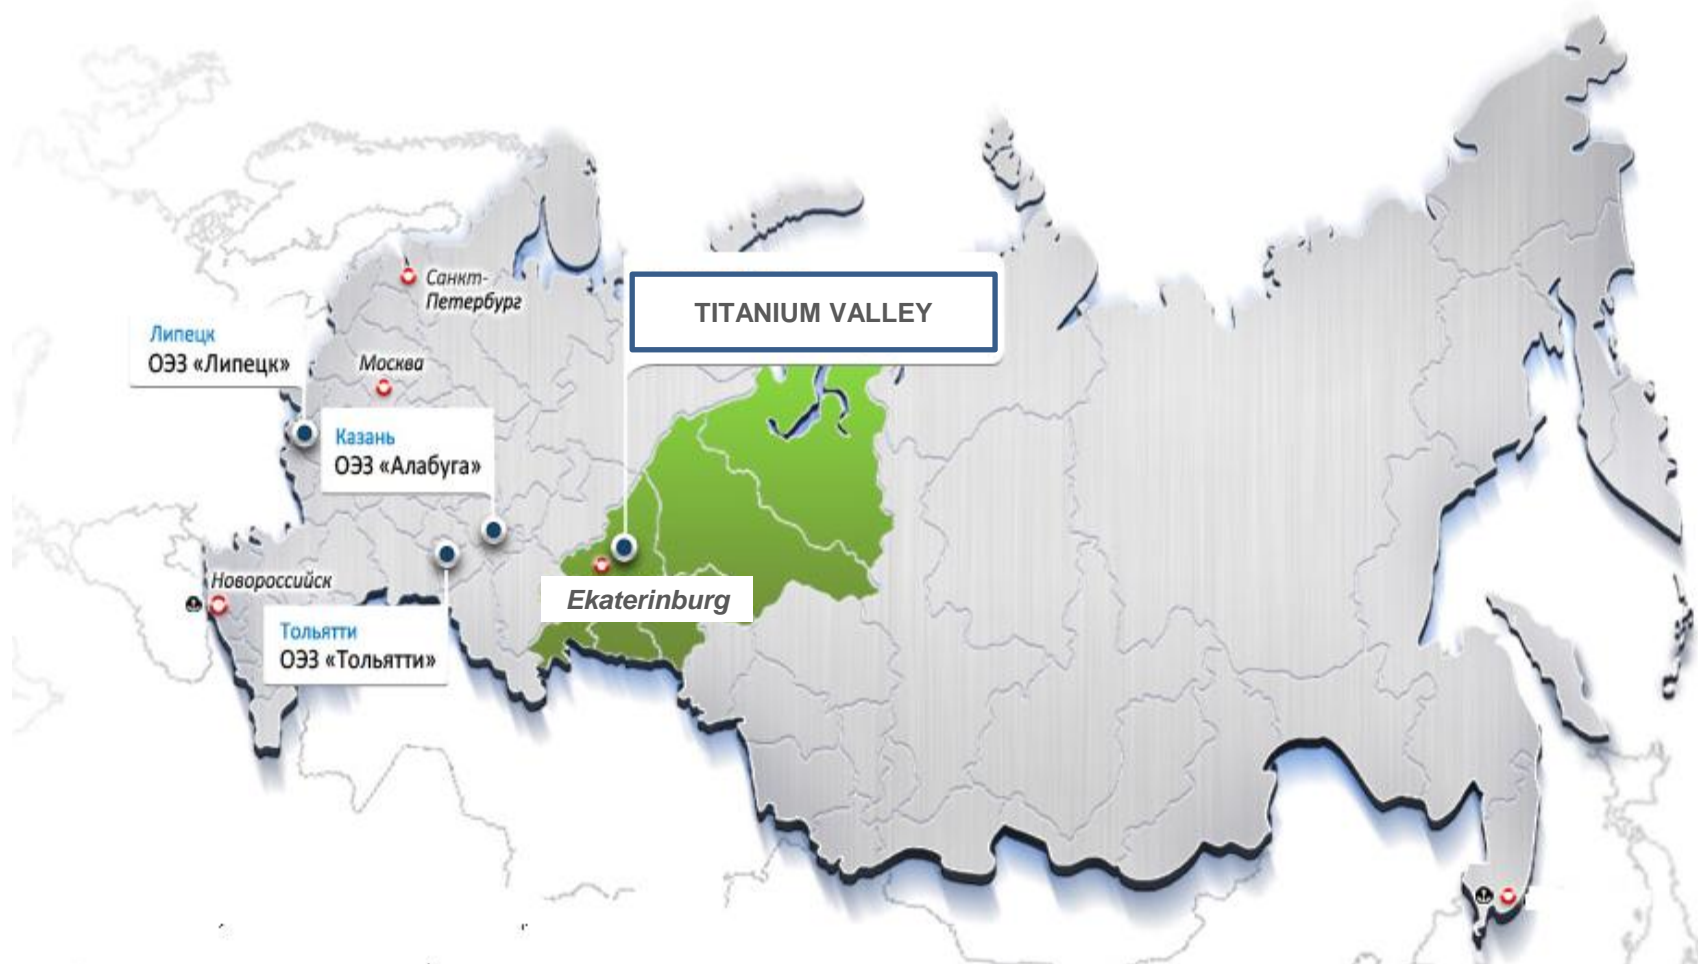 Санкт-
Петербург
TITANIUM VALLEY
Липецк
ОЭЗ «Липецк»
Москва
Казань
ОЭЗ «Алабуга»
Новороссийск
Ekaterinburg
Тольятти
ОЭЗ «Тольятти»